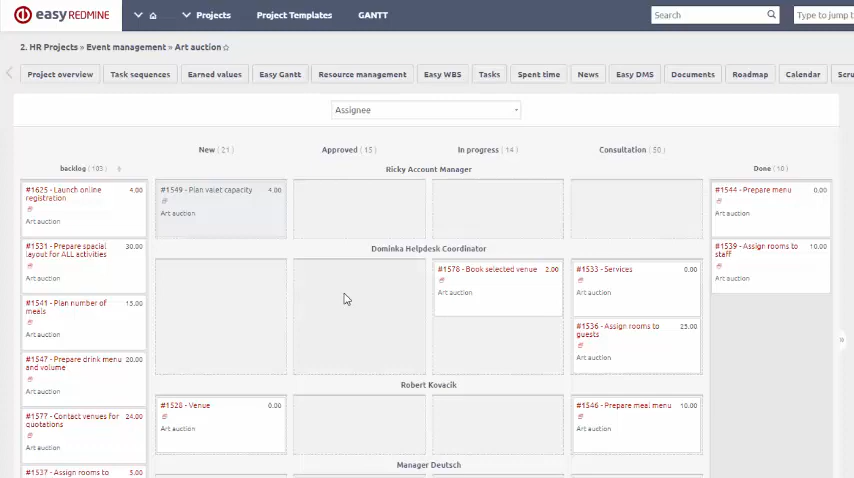 easy REDMINE
Projects
Project Templates
GANTT
Search
Type to jump t
2. HR Projects » Event management » Art auction
Project overview
Task sequences
Earned values
Easy Gantt
Resource management
Easy WBS
Tasks
Spent time
News
Easy DMS
Documents
Roadmap
Calendar
Scru
Assignee
New (21)
Approved (15)
In progress (14)
Consultation (50)
backlog (103)
Ricky Account Manager
Done (10)
#1625 - Launch online 4.00
registration
Art auction
#1549 - Plan valet capacity 4.00
Art auction
#1544 - Prepare menu 0.00
Art auction
#1531 - Prepare spacial 30.00
layout for ALL activities
Art auction
Dominka Helpdesk Coordinator
#1539 - Assign rooms to 10.00
staff
Art auction
#1578 - Book selected venue 2.00
Art auction
#1533 - Services 0.00
Art auction
#1541 - Plan number of 15.00
meals
Art auction
#1536 - Assign rooms to 25.00
guests
Art auction
#1547 - Prepare drink menu 20.00
and volume
Art auction
Robert Kovacik
#1577 - Contact venues for 24.00
quotations
Art auction
#1528 - Venue 0.00
Art auction
#1546 - Prepare meal menu 10.00
Art auction
Manager Deutsch
#1537 - Assign rooms to 5.00